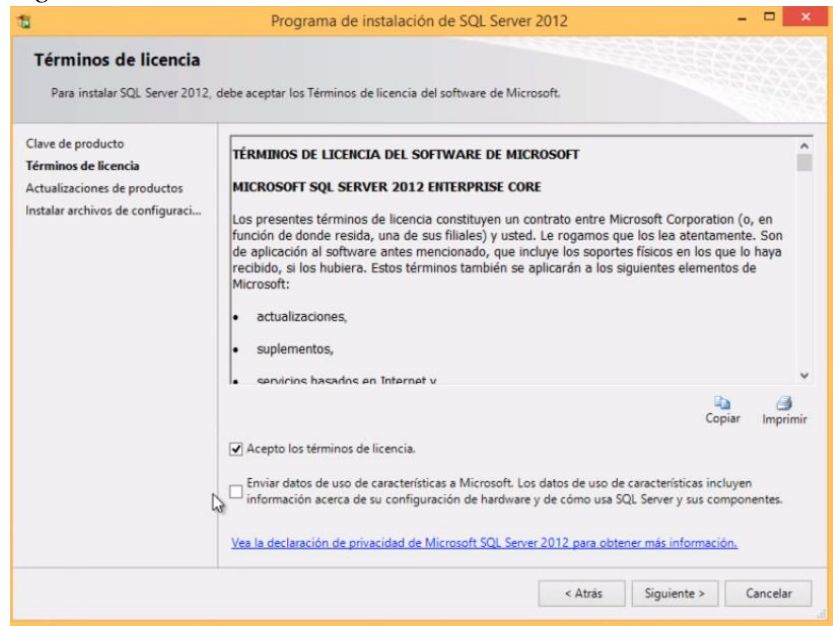 Programa de instalación de SQL Server 2012
Términos de licencia
Para instalar SQL Server 2012, debe aceptar los Términos de licencia del software de Microsoft.
Clave de producto
Términos de licencia
Actualizaciones de productos
Instalar archivos de configuraci...
TÉRMINOS DE LICENCIA DEL SOFTWARE DE MICROSOFT
MICROSOFT SQL SERVER 2012 ENTERPRISE CORE
Los presentes términos de licencia constituyen un contrato entre Microsoft Corporation (o, en
función de donde resida, una de sus filiales) y usted. Le rogamos que los lea atentamente. Son
de aplicación al software antes mencionado, que incluye los soportes físicos en los que lo haya
recibido, si los hubiera. Estos términos también se aplicarán a los siguientes elementos de
Microsoft:
• actualizaciones,
• suplementos,
• servicios basados en Internet y
Copiar Imprimir
Acepto los términos de licencia.
Enviar datos de uso de características a Microsoft. Los datos de uso de características incluyen
información acerca de su configuración de hardware y de cómo usa SQL Server y sus componentes.
Vea la declaración de privacidad de Microsoft SQL Server 2012 para obtener más información.
< Atrás Siguiente > Cancelar